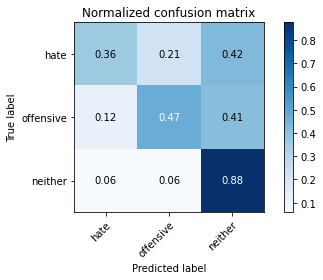 Normalized confusion matrix
hate 0.36 0.21 0.42
offensive 0.12 0.47 0.41
neither 0.06 0.06 0.88
hate offensive neither
True label
Predicted label
0.8
0.7
0.6
0.5
0.4
0.3
0.2
0.1